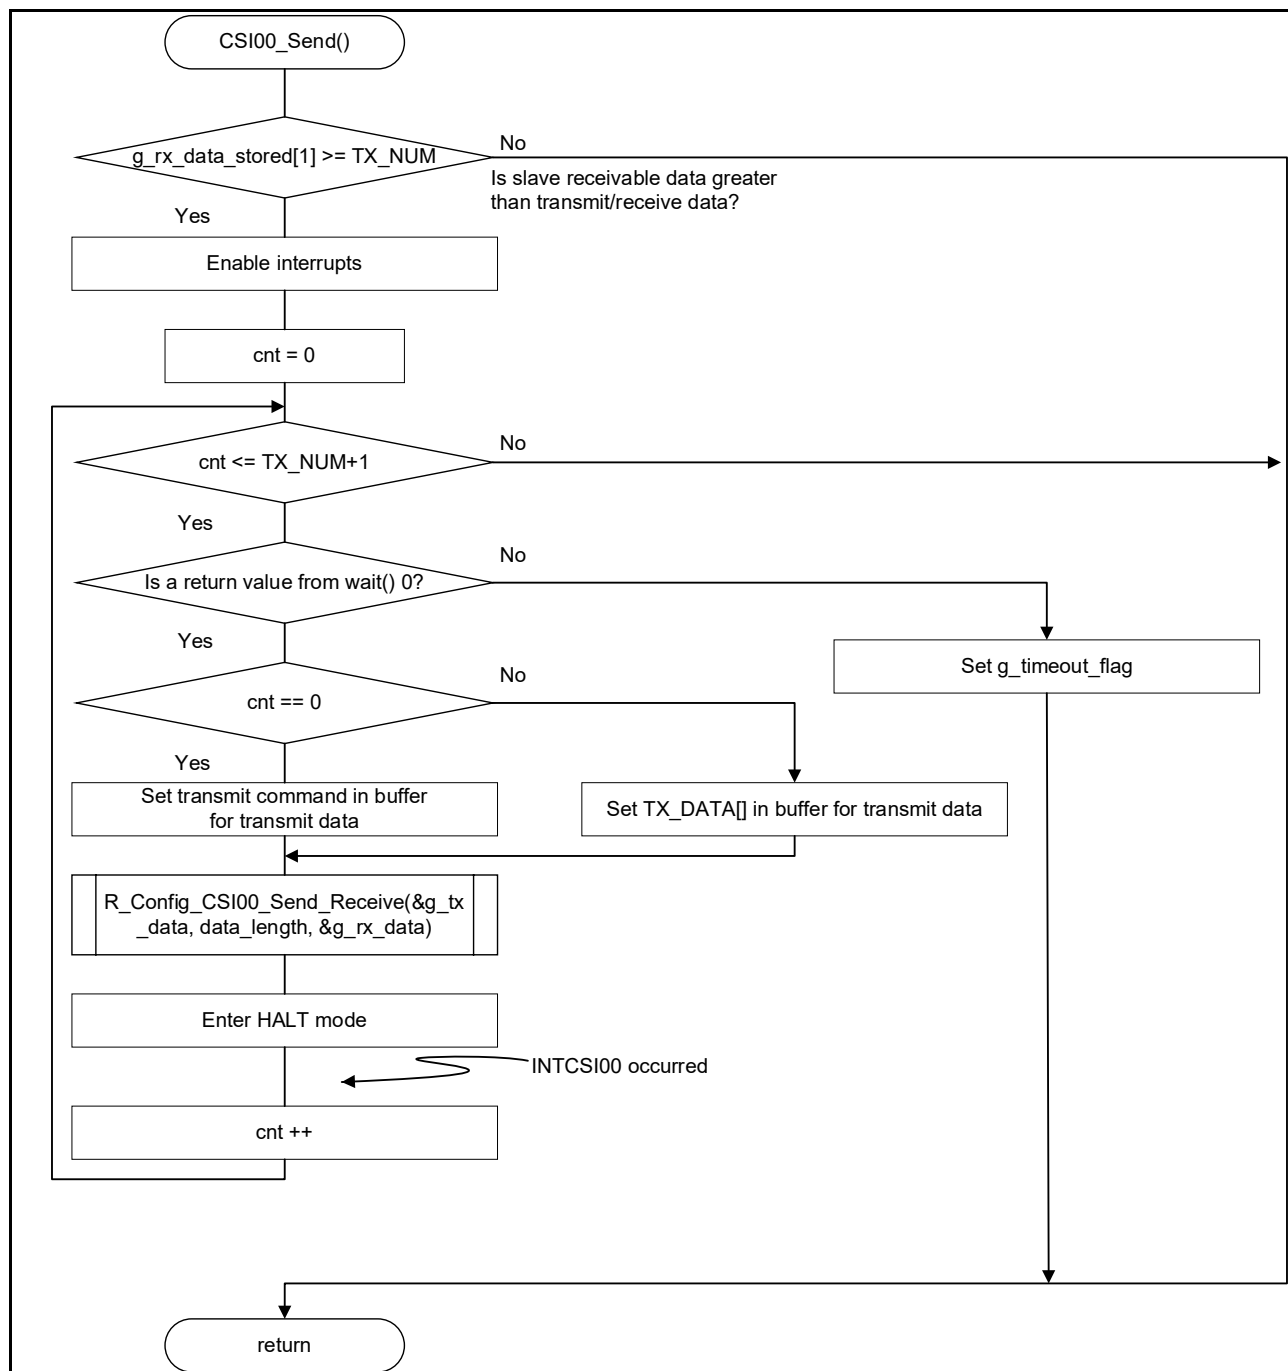 CSI00_Send()
g_rx_data_stored[1] >= TX_NUM
No
Is slave receivable data greater
than transmit/receive data?
Yes
Enable interrupts
cnt = 0
cnt <= TX_NUM+1
No
Yes
Is a return value from wait() 0?
No
Yes
Set g_timeout_flag
cnt == 0
No
Yes
Set transmit command in buffer
for transmit data
Set TX_DATA[] in buffer for transmit data
R_Config_CSI00_Send_Receive(&g_tx
_data, data_length, &g_rx_data)
Enter HALT mode
INTCSI00 occurred
cnt ++
return